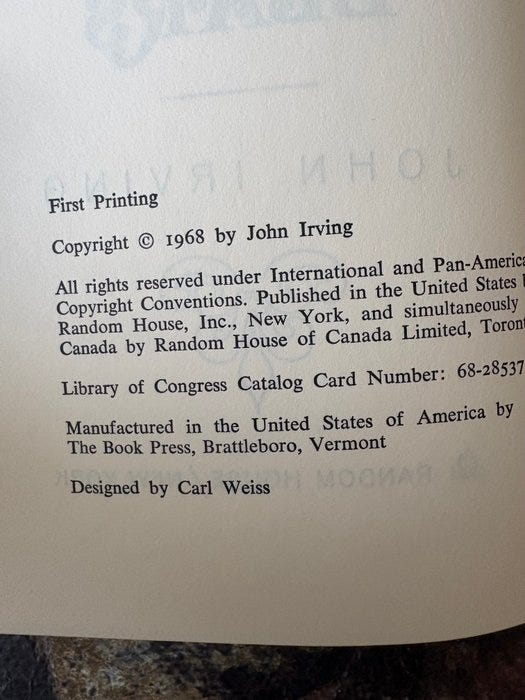 First Printing
Copyright © 1968 by John Irving
All rights reserved under International and Pan-America
Copyright Conventions. Published in the United States
Random House, Inc., New York, and simultaneously
Canada by Random House of Canada Limited, Toron
Library of Congress Catalog Card Number: 68-28537
Manufactured in the United States of America by
The Book Press, Brattleboro, Vermont
Designed by Carl Weiss